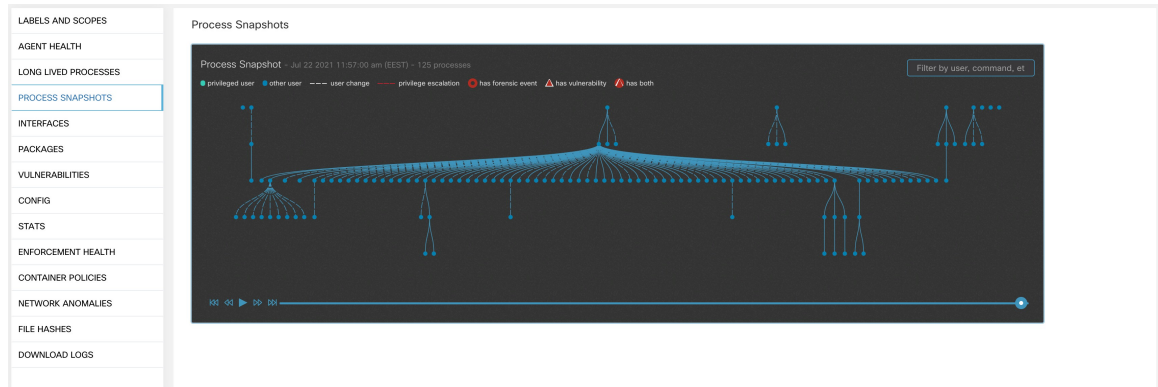 LABELS AND SCOPES
AGENT HEALTH
LONG LIVED PROCESSES
PROCESS SNAPSHOTS
INTERFACES
PACKAGES
VULNERABILITIES
CONFIG
STATS
ENFORCEMENT HEALTH
CONTAINER POLICIES
NETWORK ANOMALIES
FILE HASHES
DOWNLOAD LOGS
Process Snapshots
Process Snapshot - Jul 22 2021 11:57:00 am (EEST) - 125 processes
Filter by user, command, et
privileged user other user user change privilege escalation has forensic event has vulnerability has both